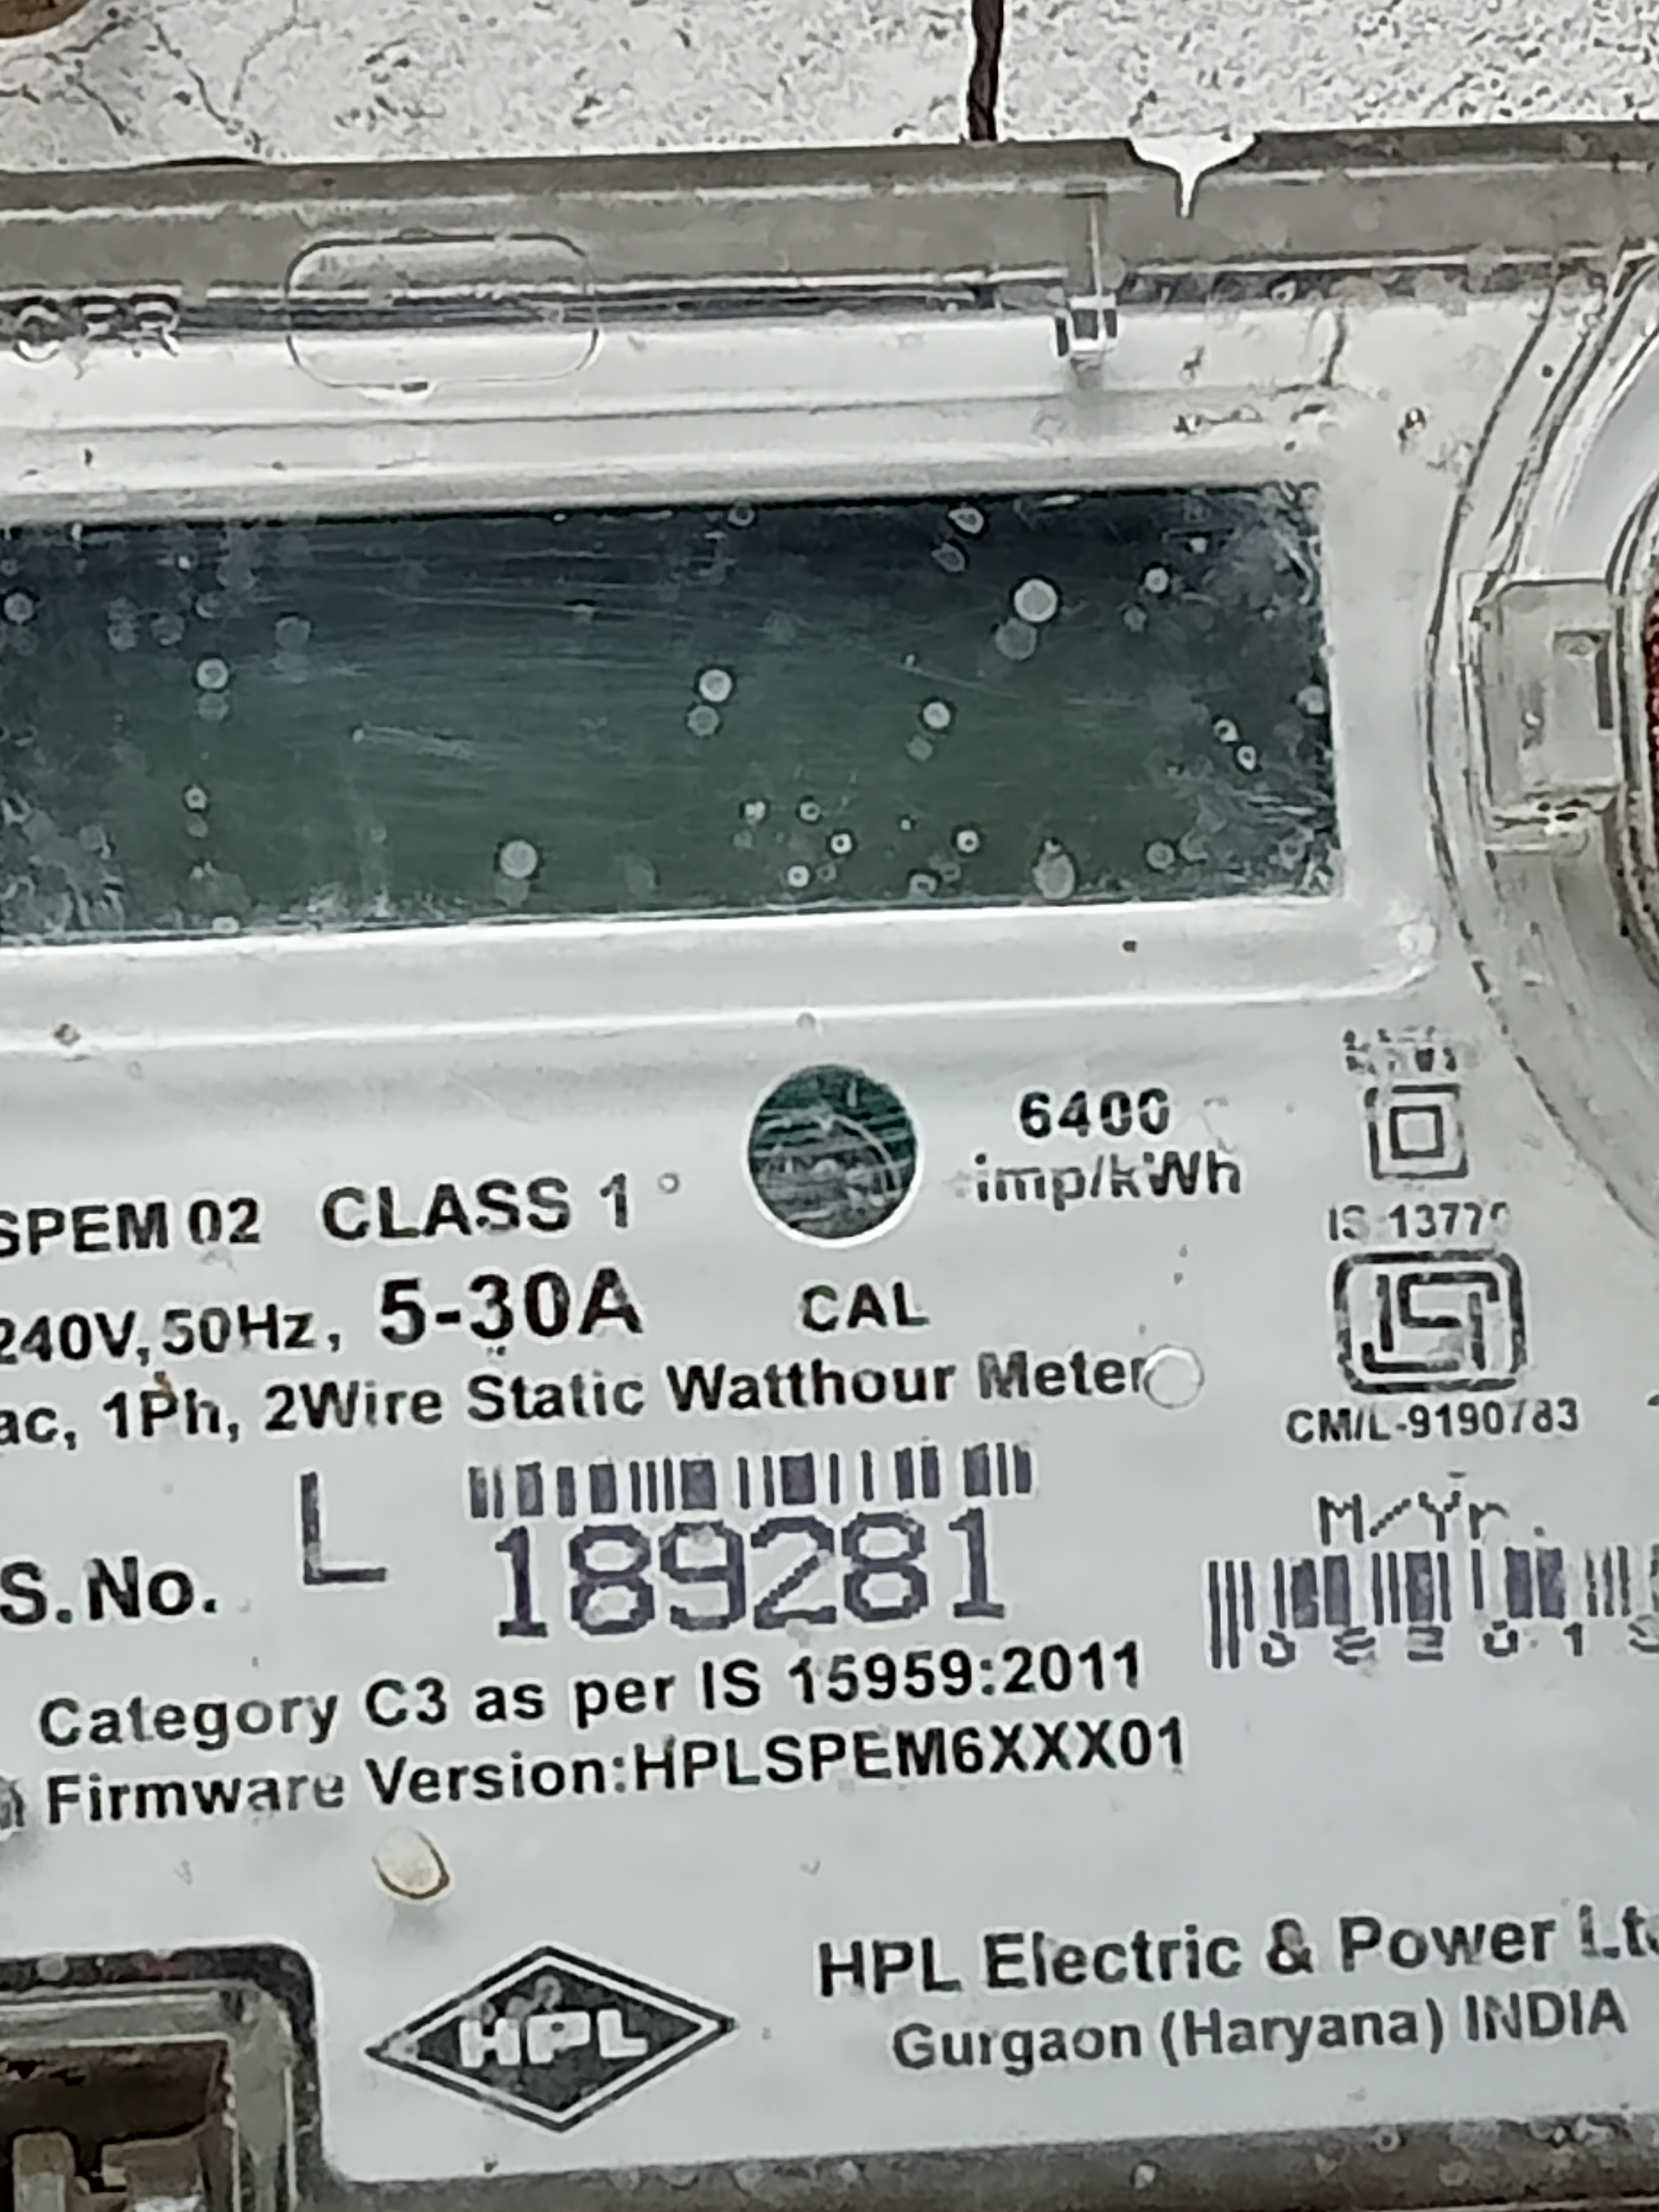 6400
imp/kWh
SPEM 02 CLASS 1
240V, 50Hz, 5-30A
CAL
ac, 1Ph, 2Wire Static Watthour Meter
CM/L-9190783
M/Yr.
S.No. L 189281
Category C3 as per IS 15959:2011
Firmware Version:HPLSPEM6XXX01
HPL
HPL Electric & Power
Gurgaon (Haryana) INDIA